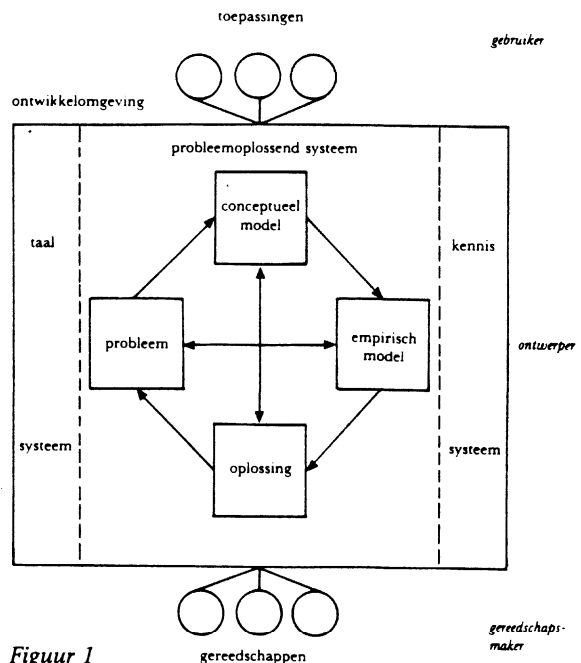 toepassingen
gebruiker
ontwikkelomgeving
probleemoplossend systeem
conceptueel
model
taal
kennis
probleem
empirisch
model
ontwerper
systeem
oplossing
systeem
gereedschaps-
maker
Figuur 1
gereedschappen